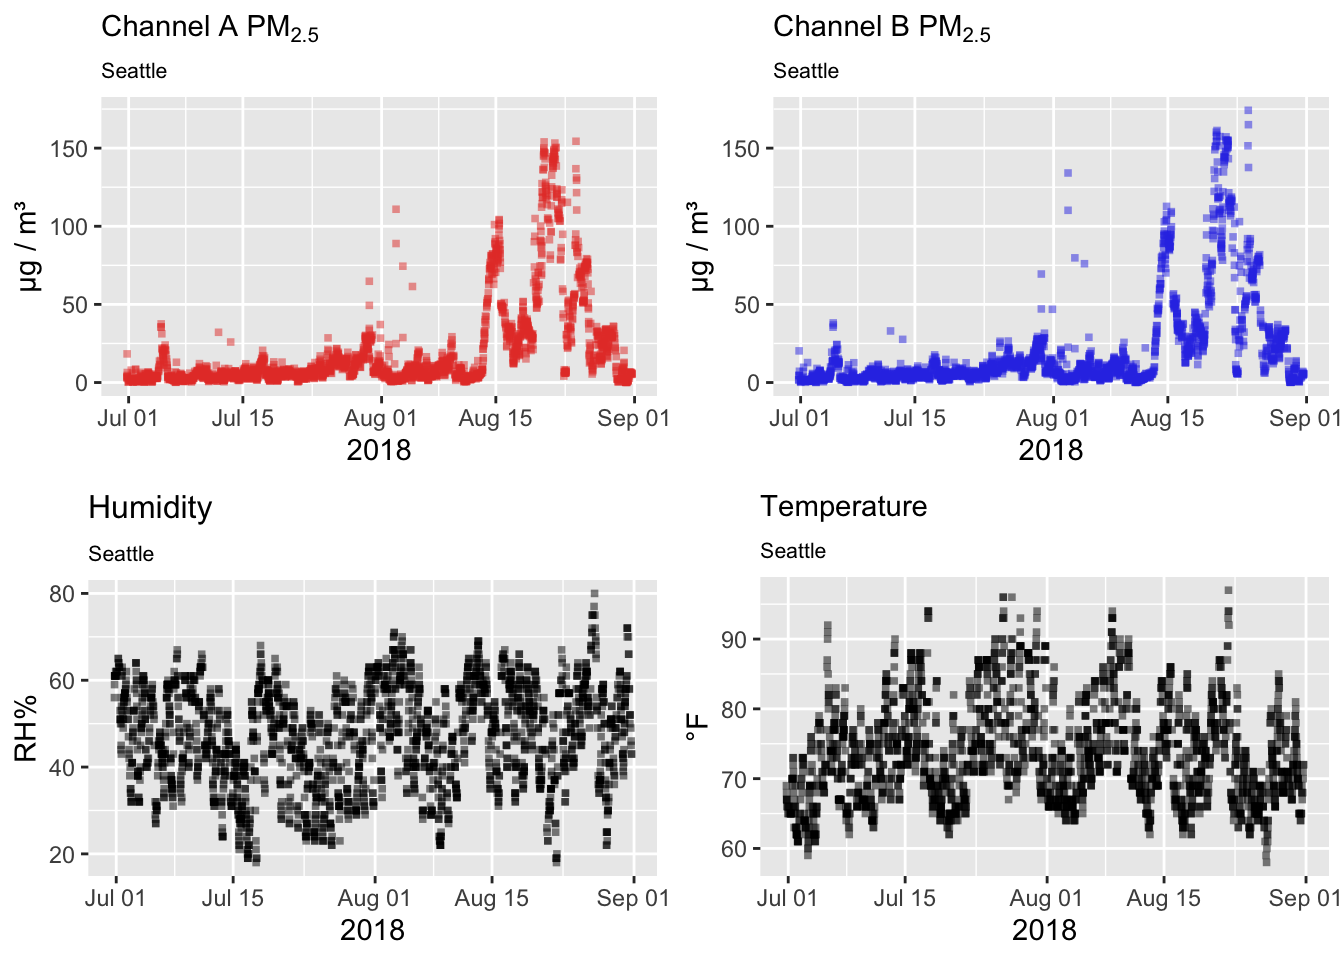 Channel A PM2.5
Seattle
µg / m³
150
100
50
0
Jul 01 Jul 15 Aug 01 Aug 15 Sep 01
2018
Channel B PM2.5
Seattle
µg / m³
150
100
50
0
Jul 01 Jul 15 Aug 01 Aug 15 Sep 01
2018
Humidity
Seattle
RH%
80
60
40
20
Jul 01 Jul 15 Aug 01 Aug 15 Sep 01
2018
Temperature
Seattle
°F
90
80
70
60
Jul 01 Jul 15 Aug 01 Aug 15 Sep 01
2018